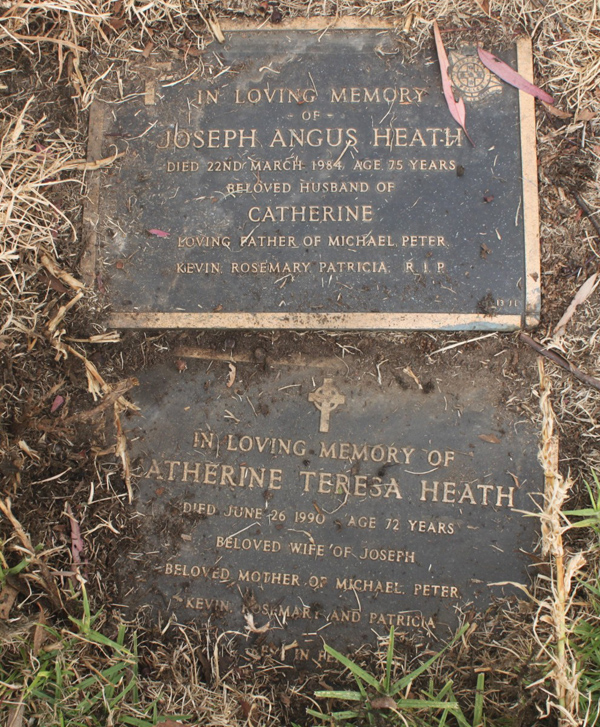 IN LOVING MEMORY
OF
JOSEPH ANGUS HEATH
DIED 22ND MARCH 1984 AGE 75 YEARS
BELOVED HUSBAND OF
CATHERINE
LOVING FATHER OF MICHAEL, PETER
KEVIN, ROSEMARY, PATRICIA. R.I.P.
IN LOVING MEMORY OF
CATHERINE TERESA HEATH
DIED JUNE 26 1990 AGE 72 YEARS
BELOVED WIFE OF JOSEPH
BELOVED MOTHER OF MICHAEL, PETER
KEVIN, ROSEMARY AND PATRICIA
IN